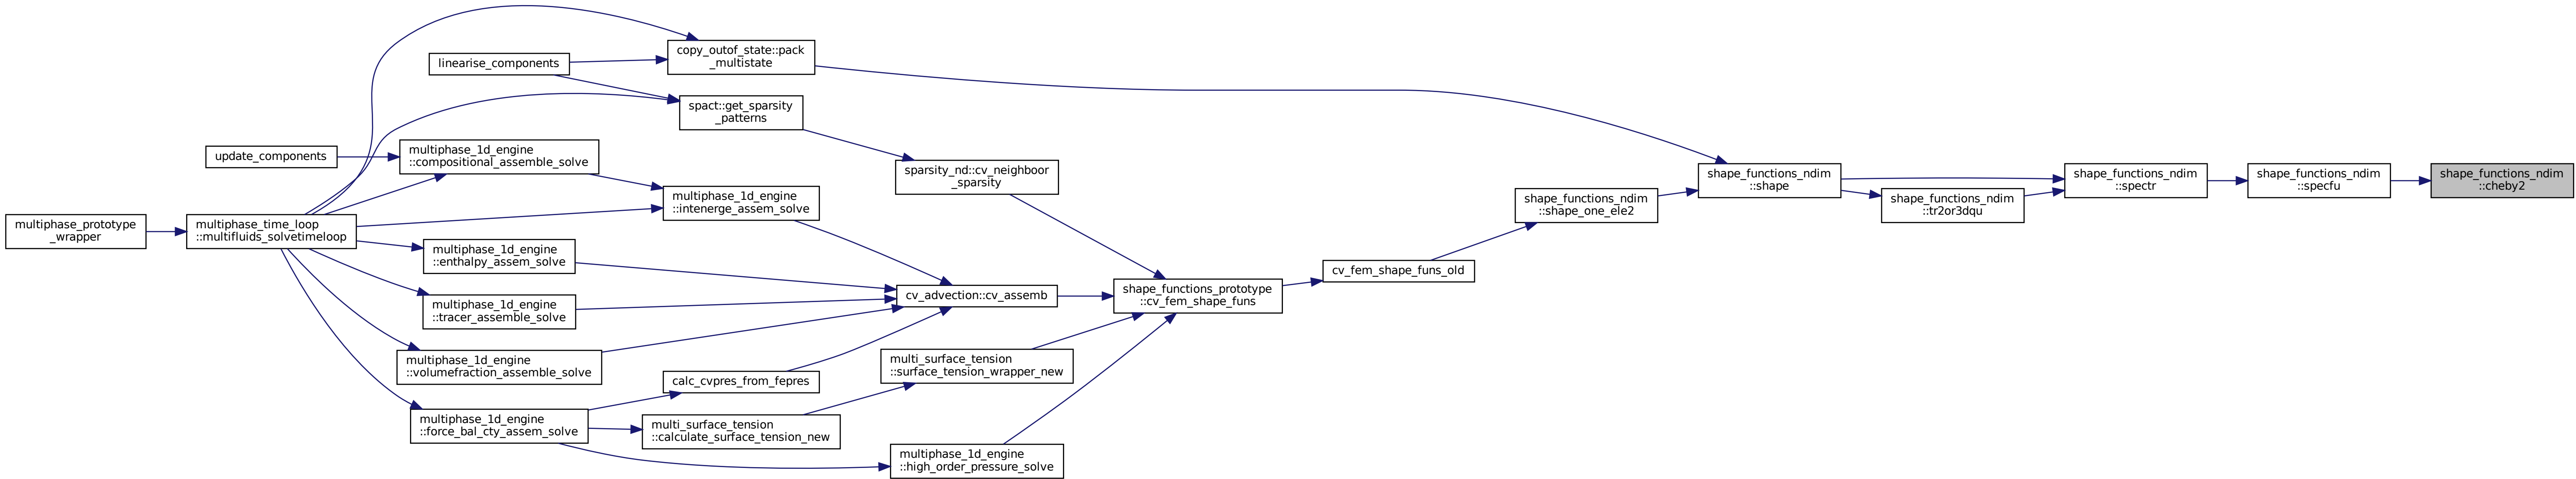 multiphase_prototype
_wrapper
multiphase_time_loop
::multifluids_solvetimeloop
update_components
linearise_components
multiphase_1d_engine
::compositional_assemble_solve
multiphase_1d_engine
::enthalpy_assem_solve
multiphase_1d_engine
::tracer_assemble_solve
multiphase_1d_engine
::volumefraction_assemble_solve
multiphase_1d_engine
::force_bal_cty_assem_solve
copy_outof_state::pack
_multistate
spact::get_sparsity
_patterns
multiphase_1d_engine
::intenerge_assem_solve
calc_cvpres_from_fepres
multi_surface_tension
::calculate_surface_tension_new
sparsity_nd::cv_neighboor
_sparsity
cv_advection::cv_assemb
multi_surface_tension
::surface_tension_wrapper_new
multiphase_1d_engine
::high_order_pressure_solve
shape_functions_prototype
::cv_fem_shape_funs
cv_fem_shape_funs_old
shape_functions_ndim
::shape_one_ele2
shape_functions_ndim
::shape
shape_functions_ndim
::tr2or3dqu
shape_functions_ndim
::spectr
shape_functions_ndim
::specfu
shape_functions_ndim
::cheby2